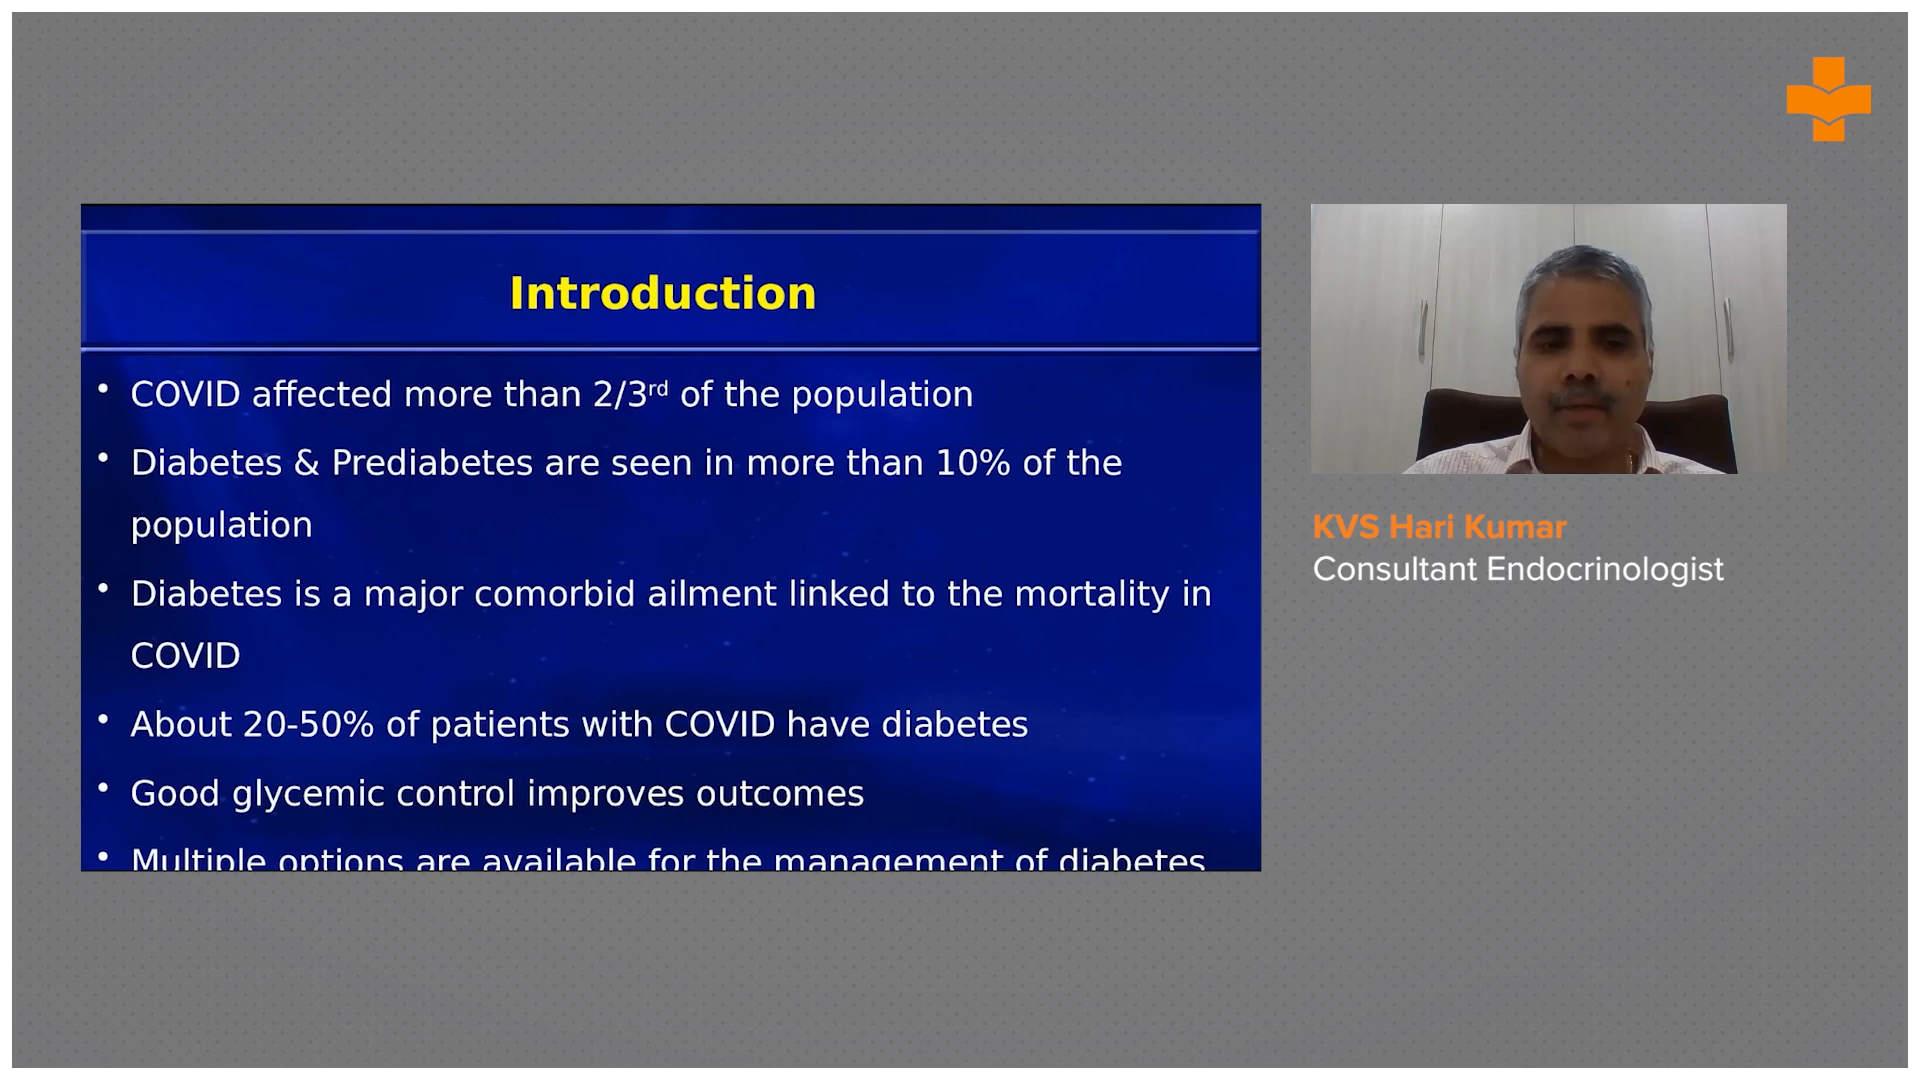 Introduction
• COVID affected more than 2/3rd of the population
• Diabetes & Prediabetes are seen in more than 10% of the
population
• Diabetes is a major comorbid ailment linked to the mortality in
COVID
• About 20-50% of patients with COVID have diabetes
• Good glycemic control improves outcomes
• Multiple options are available for the management of diabetes
KVS Hari Kumar
Consultant Endocrinologist